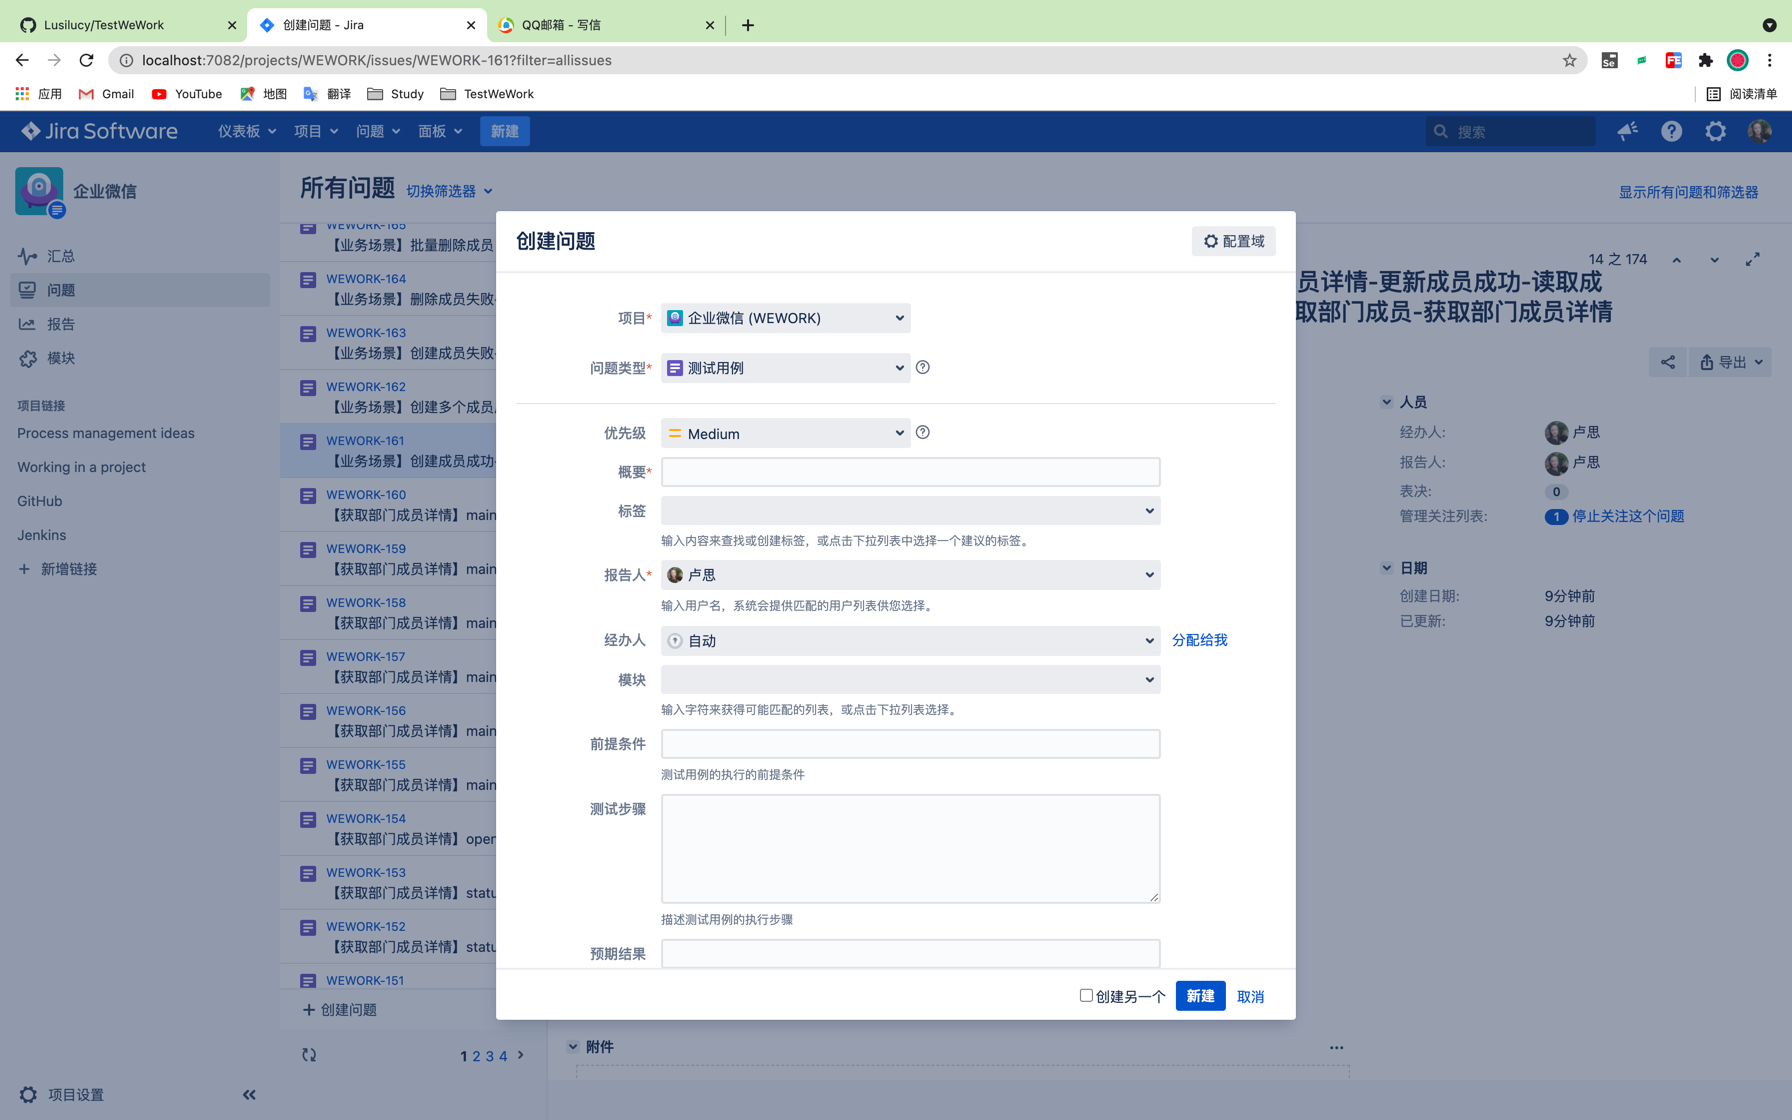 Lusilucy/TestWeWork
创建问题 - Jira
QQ邮箱 - 写信
localhost:7082/projects/WEWORK/issues/WEWORK-161?filter=allissues
应用 Gmail YouTube 地图 翻译 Study TestWeWork 阅读清单
Jira Software 仪表板 项目 问题 面板 新建 搜索
企业微信
汇总
问题
报告
模块
项目链接
Process management ideas
Working in a project
GitHub
Jenkins
+ 新增链接
项目设置
所有问题 切换筛选器
显示所有问题和筛选器
WEWORK-165
【业务场景】批量删除成员
WEWORK-164
【业务场景】删除成员失败-
WEWORK-163
【业务场景】创建成员失败-
WEWORK-162
【业务场景】创建多个成员
WEWORK-161
【业务场景】创建成员成功-
WEWORK-160
【获取部门成员详情】main
WEWORK-159
【获取部门成员详情】main
WEWORK-158
【获取部门成员详情】main
WEWORK-157
【获取部门成员详情】main
WEWORK-156
【获取部门成员详情】main
WEWORK-155
【获取部门成员详情】main
WEWORK-154
【获取部门成员详情】open
WEWORK-153
【获取部门成员详情】statu
WEWORK-152
【获取部门成员详情】statu
WEWORK-151
+ 创建问题
1 2 3 4
创建问题
配置域
项目* 企业微信 (WEWORK)
问题类型* 测试用例
优先级 Medium
概要*
标签
输入内容来查找或创建标签，或点击下拉列表中选择一个建议的标签。
报告人* 卢思
输入用户名，系统会提供匹配的用户列表供您选择。
经办人 自动 分配给我
模块
输入字符来获得可能匹配的列表，或点击下拉列表选择。
前提条件
测试用例的执行的前提条件
测试步骤
描述测试用例的执行步骤
预期结果
创建另一个 新建 取消
14 之 174
员详情-更新成员成功-读取成
取部门成员-获取部门成员详情
导出
人员
经办人: 卢思
报告人: 卢思
表决: 0
管理关注列表: 1 停止关注这个问题
日期
创建日期: 9分钟前
已更新: 9分钟前
附件